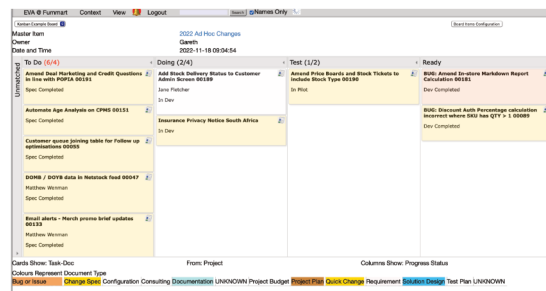 EVA @ Fummart Context View Logout Search Names Only
Kanban Example Board
Board Items Configuration
Master Item 2022 Ad Hoc Changes
Owner Gareth
Date and Time 2022-11-18 09:04:54
Unmatched
To Do (6/4)
Amend Deal Marketing and Credit Questions
in line with POPIA 00191
Spec Completed
Automate Age Analysis on CPMS 00151
Spec Completed
Customer queue joining table for Follow up
optimisations 00055
Spec Completed
DOMB / DOYB data in Netstock feed 00047
Matthew Wenman
Spec Completed
Email alerts - Merch promo brief updates
00133
Matthew Wenman
Spec Completed
Doing (2/4)
Add Stock Delivery Status to Customer
Admin Screen 00189
Jane Fletcher
In Dev
Insurance Privacy Notice South Africa
In Dev
Test (1/2)
Amend Price Boards and Stock Tickets to
include Stock Type 00190
In Pilot
Ready
BUG: Amend In-store Markdown Report
Calculation 00181
Dev Completed
BUG: Discount Auth Percentage calculation
incorrect where SKU has QTY > 1 00089
Dev Completed
Cards Show: Task-Doc From: Project Columns Show: Progress Status
Colours Represent Document Type
Bug or Issue Change Spec Configuration Consulting Documentation UNKNOWN Project Budget Project Plan Quick Change Requirement Solution Design Test Plan UNKNOWN